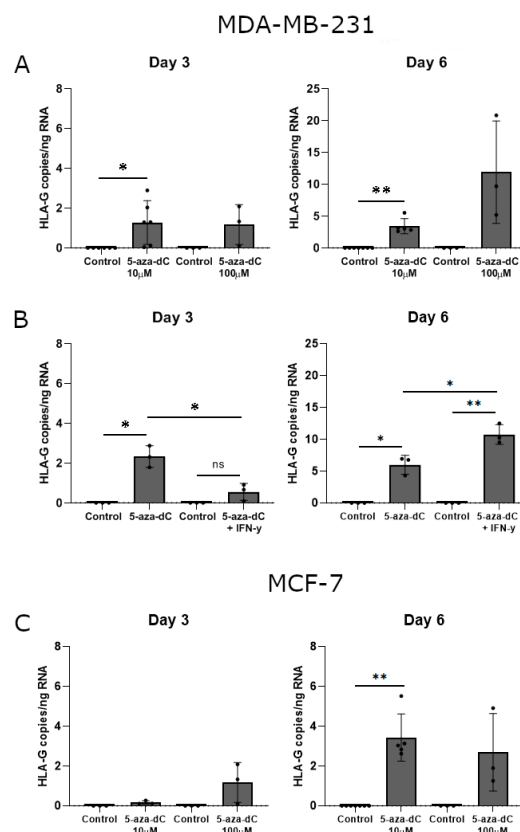 MDA-MB-231
A
Day 3
HLA-G copies/ng RNA
8
6
4
2
0
*
Control
5-aza-dC
10µM
Control
5-aza-dC
100µM
Day 6
HLA-G copies/ng RNA
25
20
15
10
5
0
**
Control
5-aza-dC
10µM
Control
5-aza-dC
100µM
B
Day 3
HLA-G copies/ng RNA
8
6
4
2
0
*
*
ns
Control
5-aza-dC
Control
5-aza-dC
+ IFN-y
Day 6
HLA-G copies/ng RNA
25
20
15
10
5
0
*
*
**
Control
5-aza-dC
Control
5-aza-dC
+ IFN-y
MCF-7
C
Day 3
HLA-G copies/ng RNA
8
6
4
2
0
Control
5-aza-dC
10µM
Control
5-aza-dC
100µM
Day 6
HLA-G copies/ng RNA
8
6
4
2
0
**
Control
5-aza-dC
10µM
Control
5-aza-dC
100µM